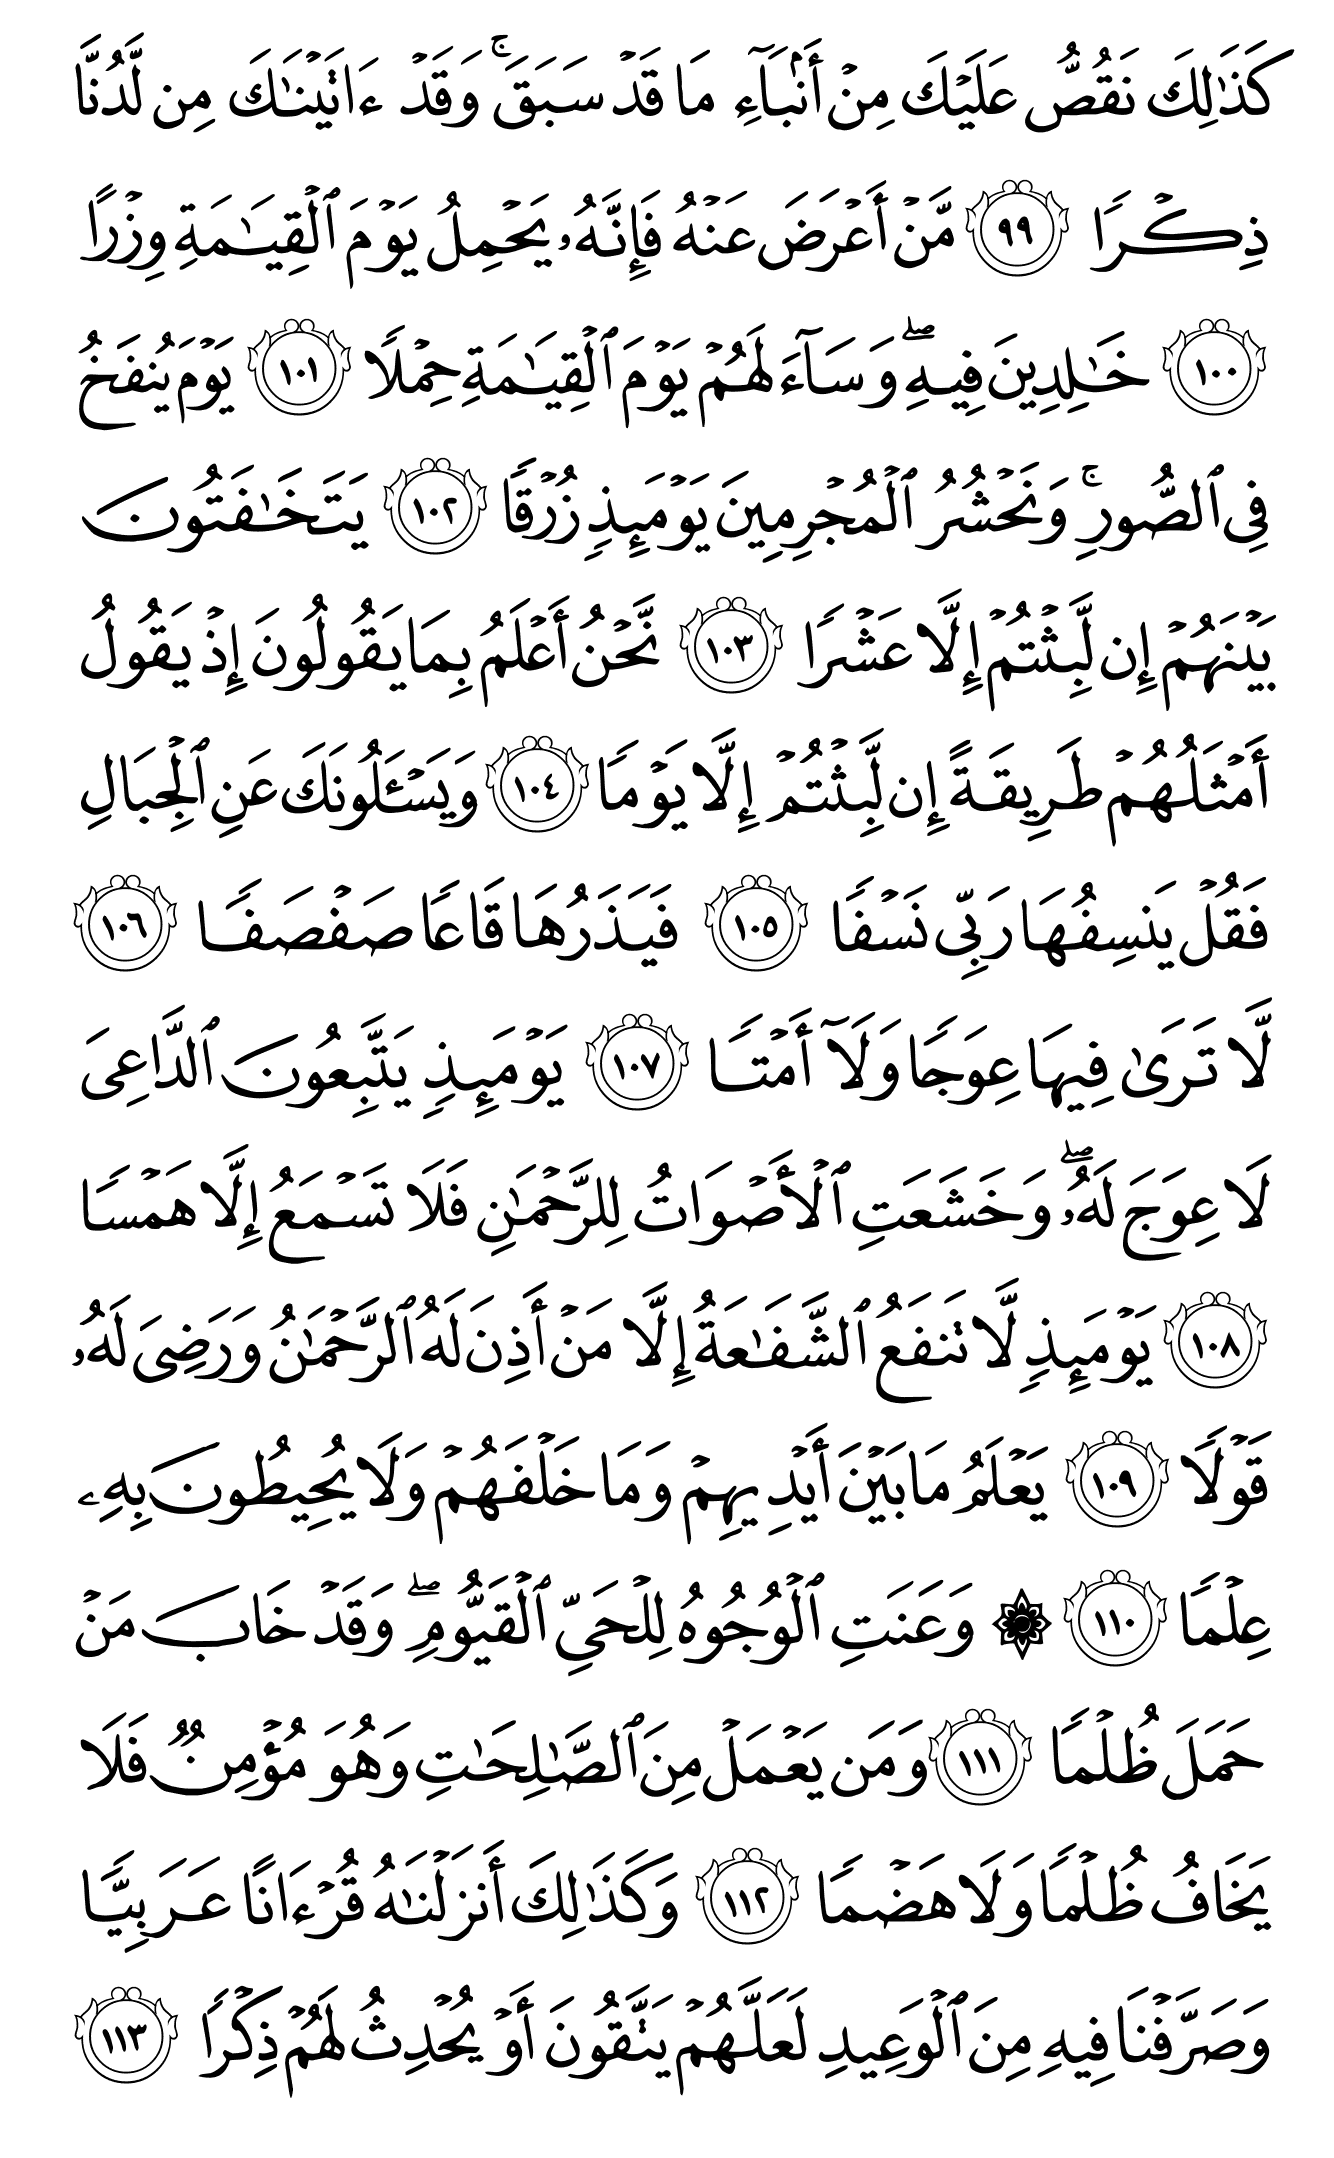 كَذَٰلِكَ نَقُصُّ عَلَيۡكَ مِنۡ أَنۢبَآءِ مَا قَدۡ سَبَقَۚ وَقَدۡ ءَاتَيۡنَٰكَ مِن لَّدُنَّا
ذِكۡرٗا ٩٩ مَّنۡ أَعۡرَضَ عَنۡهُ فَإِنَّهُۥ يَحۡمِلُ يَوۡمَ ٱلۡقِيَٰمَةِ وِزۡرًا
١٠٠ خَٰلِدِينَ فِيهِۖ وَسَآءَ لَهُمۡ يَوۡمَ ٱلۡقِيَٰمَةِ حِمۡلٗا ١٠١ يَوۡمَ يُنفَخُ
فِي ٱلصُّورِۚ وَنَحۡشُرُ ٱلۡمُجۡرِمِينَ يَوۡمَئِذٖ زُرۡقٗا ١٠٢ يَتَخَٰفَتُونَ
بَيۡنَهُمۡ إِن لَّبِثۡتُمۡ إِلَّا عَشۡرٗا ١٠٣ نَّحۡنُ أَعۡلَمُ بِمَا يَقُولُونَ إِذۡ يَقُولُ
أَمۡثَلُهُمۡ طَرِيقَةً إِن لَّبِثۡتُمۡ إِلَّا يَوۡمٗا ١٠٤ وَيَسۡـَٔلُونَكَ عَنِ ٱلۡجِبَالِ
فَقُلۡ يَنسِفُهَا رَبِّي نَسۡفٗا ١٠٥ فَيَذَرُهَا قَاعٗا صَفۡصَفٗا ١٠٦
لَّا تَرَىٰ فِيهَا عِوَجٗا وَلَآ أَمۡتٗا ١٠٧ يَوۡمَئِذٖ يَتَّبِعُونَ ٱلدَّاعِيَ
لَا عِوَجَ لَهُۥۖ وَخَشَعَتِ ٱلۡأَصۡوَاتُ لِلرَّحۡمَٰنِ فَلَا تَسۡمَعُ إِلَّا هَمۡسٗا
١٠٨ يَوۡمَئِذٖ لَّا تَنفَعُ ٱلشَّفَٰعَةُ إِلَّا مَنۡ أَذِنَ لَهُ ٱلرَّحۡمَٰنُ وَرَضِيَ لَهُۥ
قَوۡلٗا ١٠٩ يَعۡلَمُ مَا بَيۡنَ أَيۡدِيهِمۡ وَمَا خَلۡفَهُمۡ وَلَا يُحِيطُونَ بِهِۦ
عِلۡمٗا ١١٠ ۞ وَعَنَتِ ٱلۡوُجُوهُ لِلۡحَيِّ ٱلۡقَيُّومِۖ وَقَدۡ خَابَ مَنۡ
حَمَلَ ظُلۡمٗا ١١١ وَمَن يَعۡمَلۡ مِنَ ٱلصَّٰلِحَٰتِ وَهُوَ مُؤۡمِنٞ فَلَا
يَخَافُ ظُلۡمٗا وَلَا هَضۡمٗا ١١٢ وَكَذَٰلِكَ أَنزَلۡنَٰهُ قُرۡءَانًا عَرَبِيّٗا
وَصَرَّفۡنَا فِيهِ مِنَ ٱلۡوَعِيدِ لَعَلَّهُمۡ يَتَّقُونَ أَوۡ يُحۡدِثُ لَهُمۡ ذِكۡرٗا ١١٣